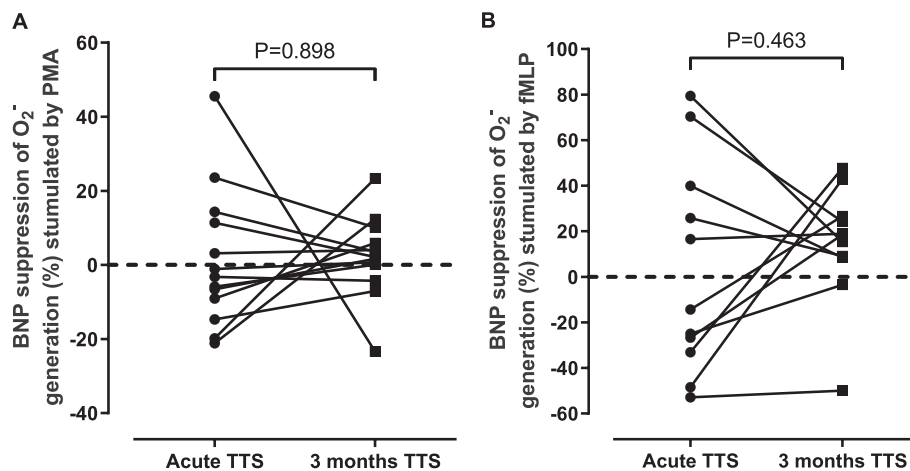 A
BNP suppression of O₂⁻
generation (%) stumulated by PMA
60
40
20
0
-20
-40
P=0.898
Acute TTS
3 months TTS
B
BNP suppression of O₂⁻
generation (%) stumulated by fMLP
100
80
60
40
20
0
-20
-40
-60
P=0.463
Acute TTS
3 months TTS